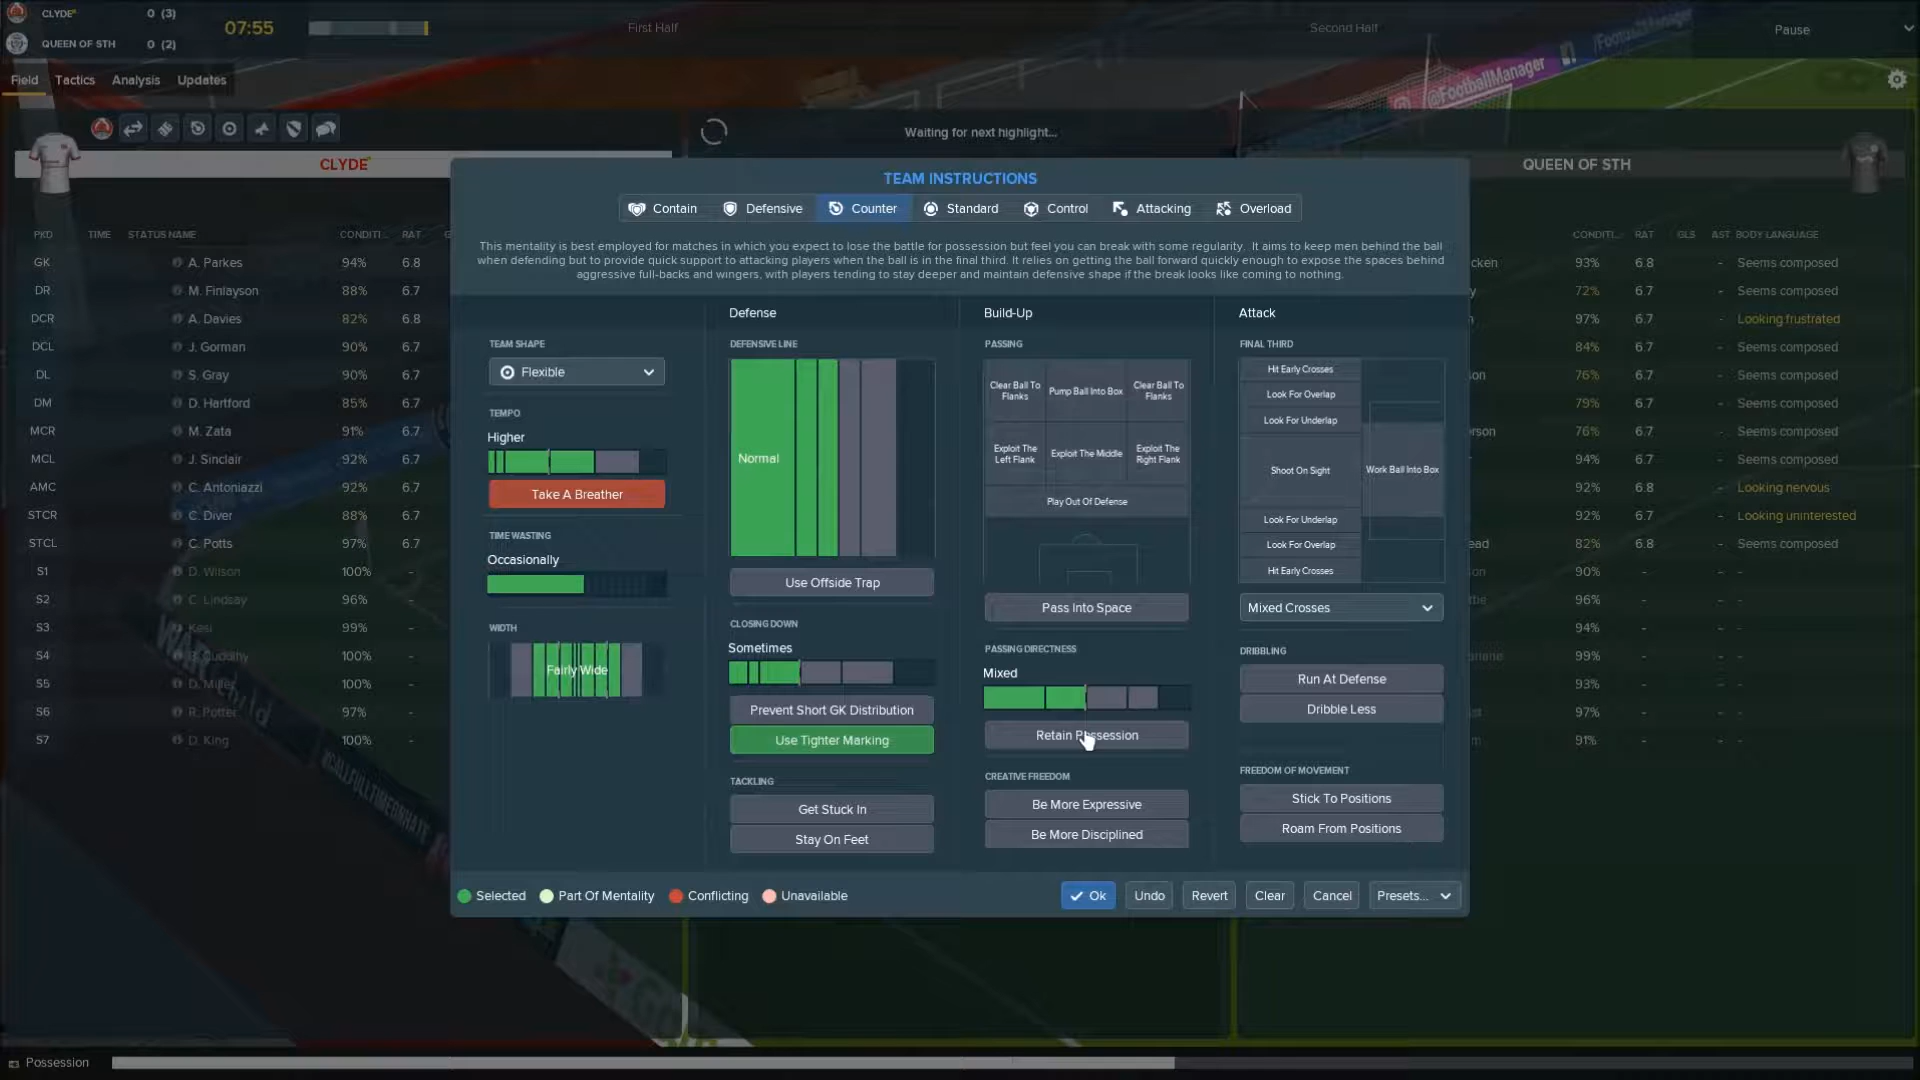 CLYDE 0 (3)
QUEEN OF STH 0 (2)
07:55
First Half
Second Half
Pause
Field Tactics Analysis Updates
@FootballManager
Waiting for next highlight...
CLYDE
QUEEN OF STH
PKD TIME STATUS NAME CONDITI... RAT G
GK A. Parkes 94% 6.8
DR M. Finlayson 88% 6.7
DCR A. Davies 82% 6.8
DCL J. Gorman 90% 6.7
DL S. Gray 90% 6.7
DM D. Hartford 85% 6.7
MCR M. Zata 91% 6.7
MCL J. Sinclair 92% 6.7
AMC C. Antoniazzi 92% 6.7
STCR C. Diver 88% 6.7
STCL C. Potts 97% 6.7
S1 D. Wilson 100% -
S2 C. Lindsay 96% -
S3 Kesi 99% -
S4 B. Cuddihy 100% -
S5 D. Miller 100% -
S6 R. Potter 97% -
S7 D. King 100% -
TEAM INSTRUCTIONS
Contain Defensive Counter Standard Control Attacking Overload
This mentality is best employed for matches in which you expect to lose the battle for possession but feel you can break with some regularity. It aims to keep men behind the ball
when defending but to provide quick support to attacking players when the ball is in the final third. It relies on getting the ball forward quickly enough to expose the spaces behind
aggressive full-backs and wingers, with players tending to stay deeper and maintain defensive shape if the break looks like coming to nothing.
TEAM SHAPE
Flexible
TEMPO
Higher
Take A Breather
TIME WASTING
Occasionally
WIDTH
Fairly Wide
Defense
DEFENSIVE LINE
Normal
Use Offside Trap
CLOSING DOWN
Sometimes
Prevent Short GK Distribution
Use Tighter Marking
TACKLING
Get Stuck In
Stay On Feet
Build-Up
PASSING
Clear Ball To Flanks
Pump Ball Into Box
Clear Ball To Flanks
Exploit The Left Flank
Exploit The Middle
Exploit The Right Flank
Play Out Of Defense
Pass Into Space
PASSING DIRECTNESS
Mixed
Retain Possession
CREATIVE FREEDOM
Be More Expressive
Be More Disciplined
Attack
FINAL THIRD
Hit Early Crosses
Look For Overlap
Look For Underlap
Shoot On Sight
Work Ball Into Box
Look For Underlap
Look For Overlap
Hit Early Crosses
Mixed Crosses
DRIBBLING
Run At Defense
Dribble Less
FREEDOM OF MOVEMENT
Stick To Positions
Roam From Positions
Selected Part Of Mentality Conflicting Unavailable
Ok Undo Revert Clear Cancel Presets...
CONDITI... RAT GLS AST BODY LANGUAGE
93% 6.8 - Seems composed
72% 6.7 - Seems composed
97% 6.7 - Looking frustrated
84% 6.7 - Seems composed
76% 6.7 - Seems composed
79% 6.7 - Seems composed
76% 6.7 - Seems composed
94% 6.7 - Seems composed
92% 6.8 - Looking nervous
92% 6.7 - Looking uninterested
82% 6.8 - Seems composed
90% - - -
96% - - -
94% - - -
99% - - -
93% - - -
97% - - -
91% - - -
Possession